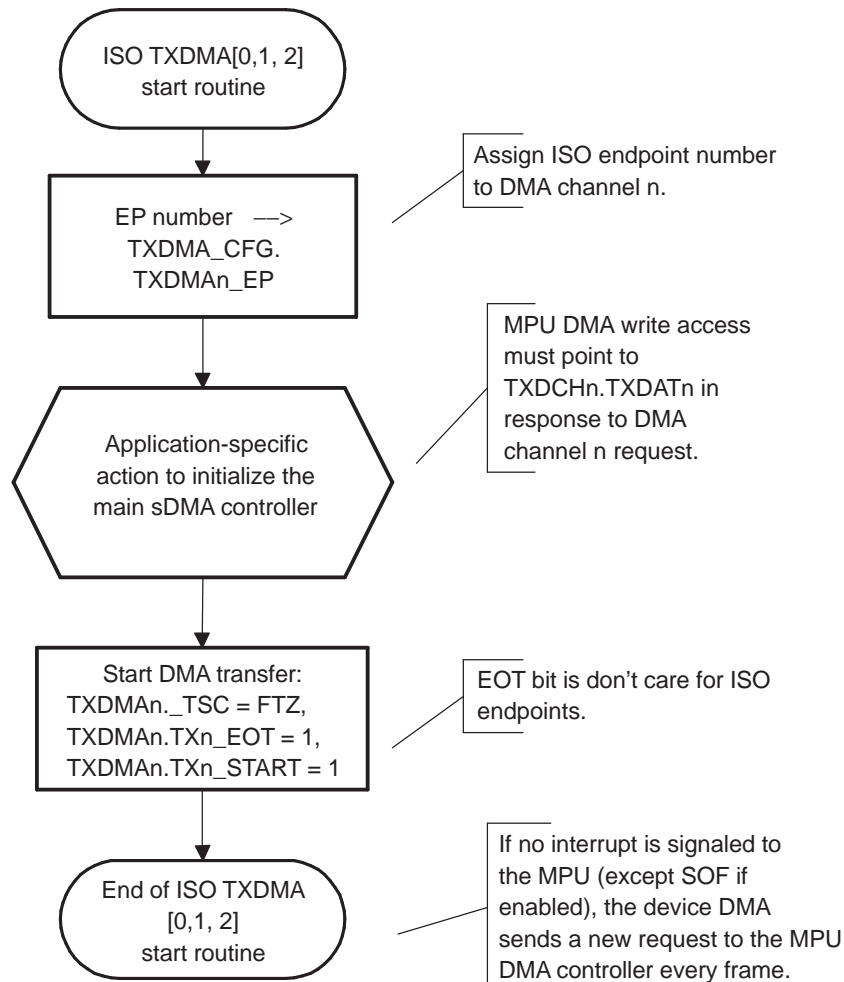 ISO TXDMA[0,1, 2]
start routine
Assign ISO endpoint number
to DMA channel n.
EP number −−>
TXDMA_CFG.
TXDMAn_EP
MPU DMA write access
must point to
TXDCHn.TXDATn in
response to DMA
channel n request.
Application-specific
action to initialize the
main sDMA controller
Start DMA transfer:
TXDMAn._TSC = FTZ,
TXDMAn.TXn_EOT = 1,
TXDMAn.TXn_START = 1
EOT bit is don’t care for ISO
endpoints.
End of ISO TXDMA
[0,1, 2]
start routine
If no interrupt is signaled to
the MPU (except SOF if
enabled), the device DMA
sends a new request to the MPU
DMA controller every frame.